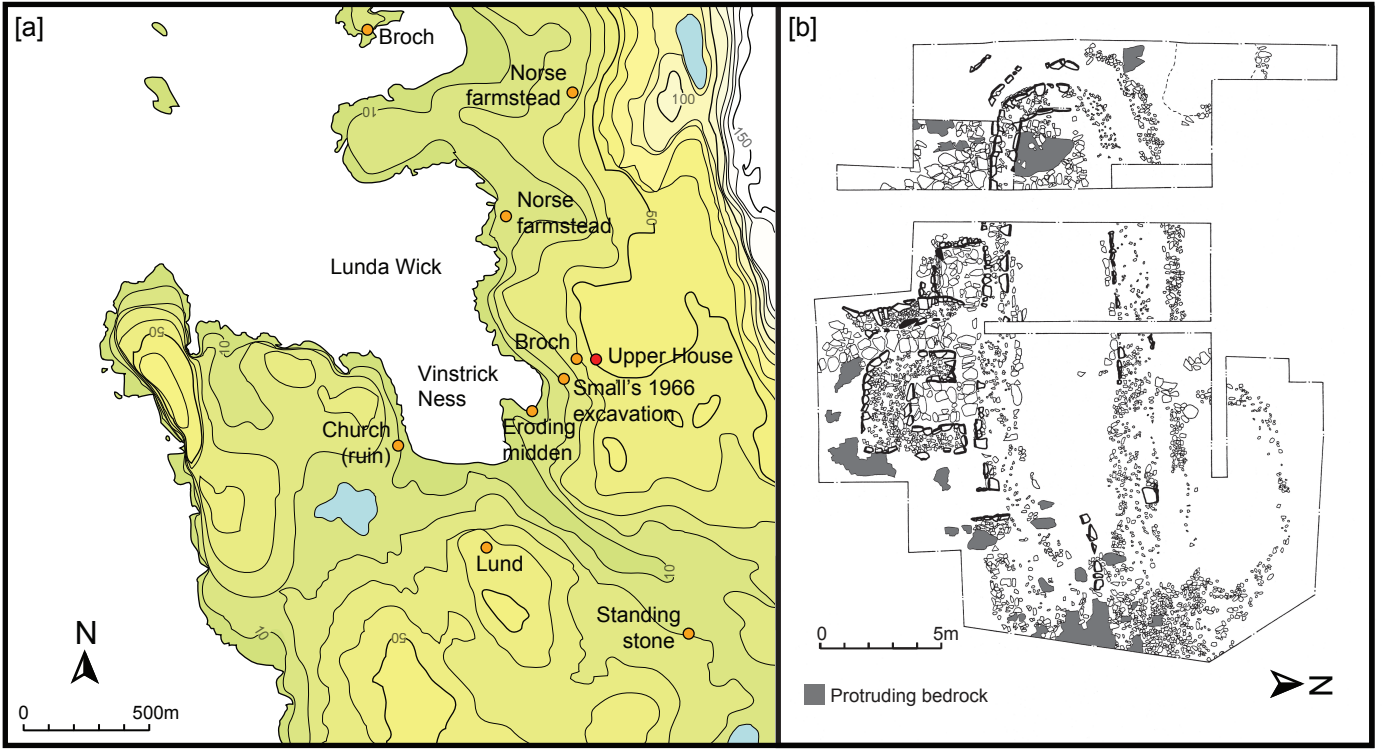 [a]
Broch
Norse
farmstead
100
150
10
Norse
farmstead
50
Lunda Wick
50
10
Broch
Upper House
Vinstrick
Ness
Small's 1966
excavation
Eroding
midden
Church
(ruin)
Lund
10
Standing
stone
10
50
N
0 500m
[b]
0 5m
Protruding bedrock
N